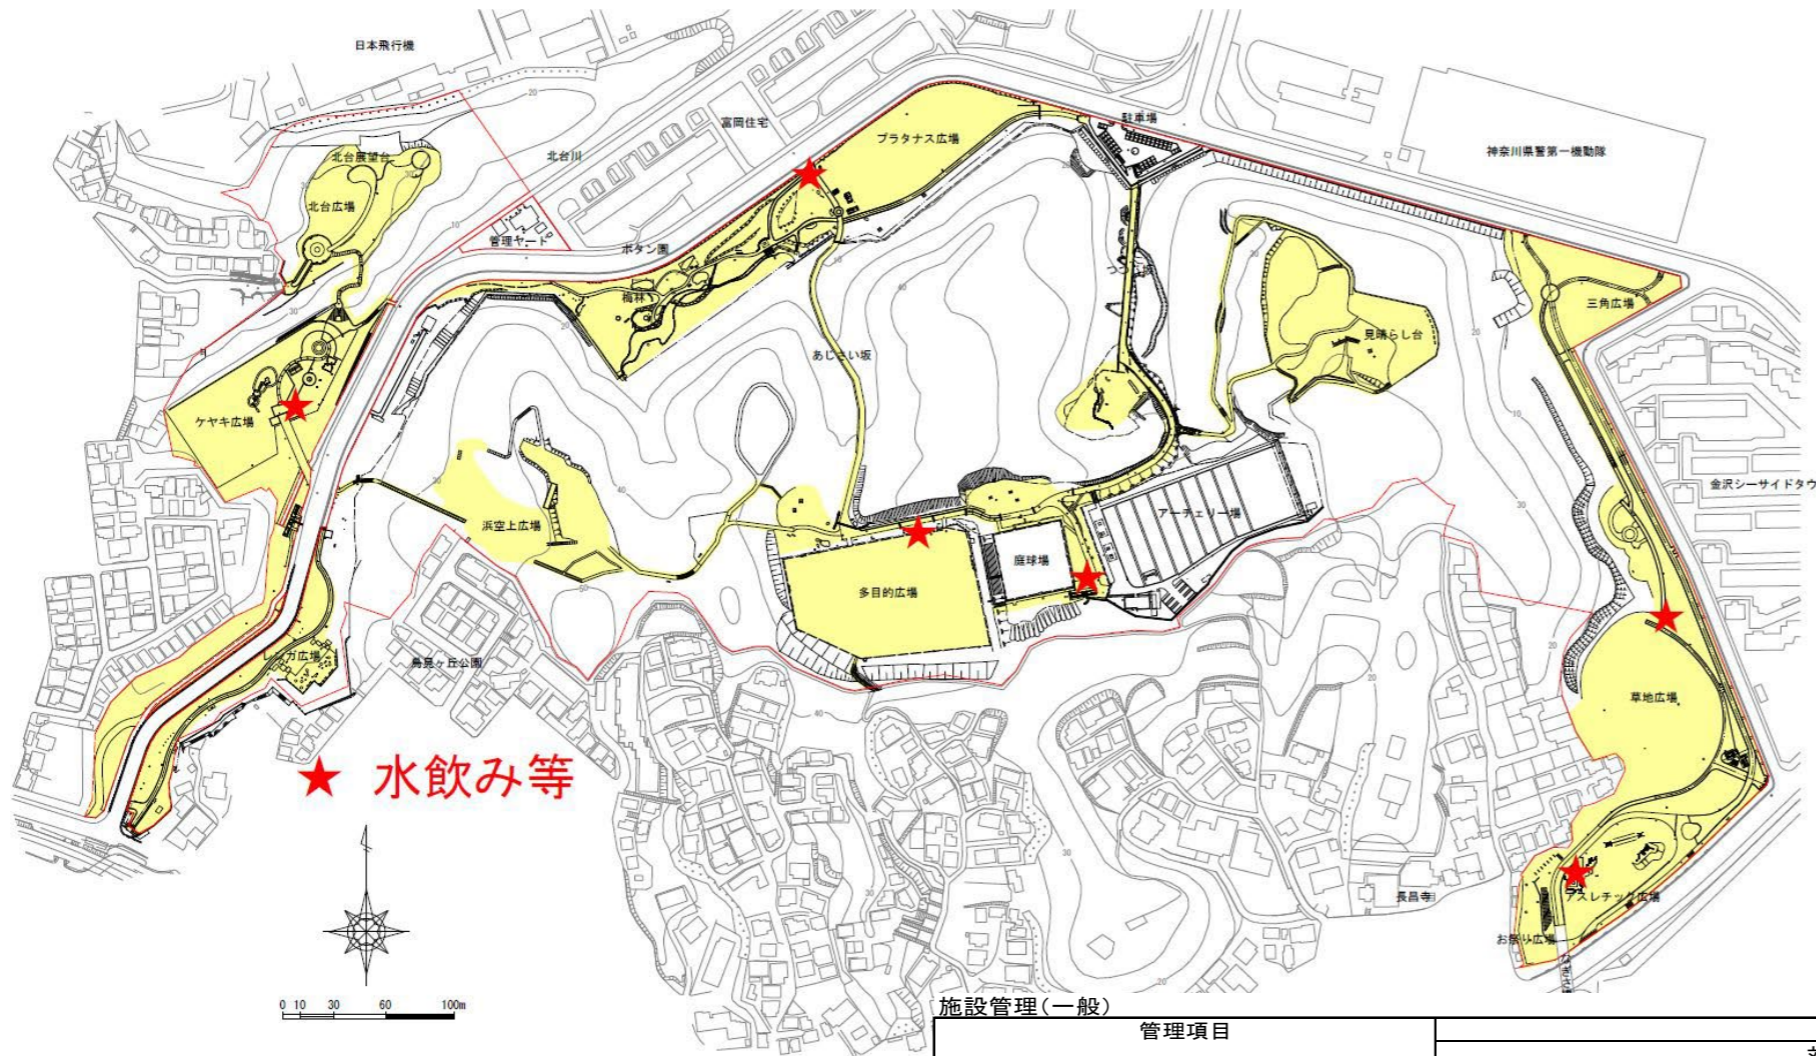 日本飛行機
富岡住宅
駐車場
プラタナス広場
神奈川県警第一機動隊
北台展望台
北台川
北台広場
管理ヤード
ボタン園
梅林
三角広場
見晴らし台
あじさい坂
ケヤキ広場
金沢シーサイドタウ
アーチェリー場
浜空上広場
庭球場
多目的広場
レンガ広場
鳥見ヶ丘公園
草地広場
★ 水飲み等
長昌寺
アスレチック広場
お祭り広場
0 10 30 60 100m
施設管理(一般)
管理項目